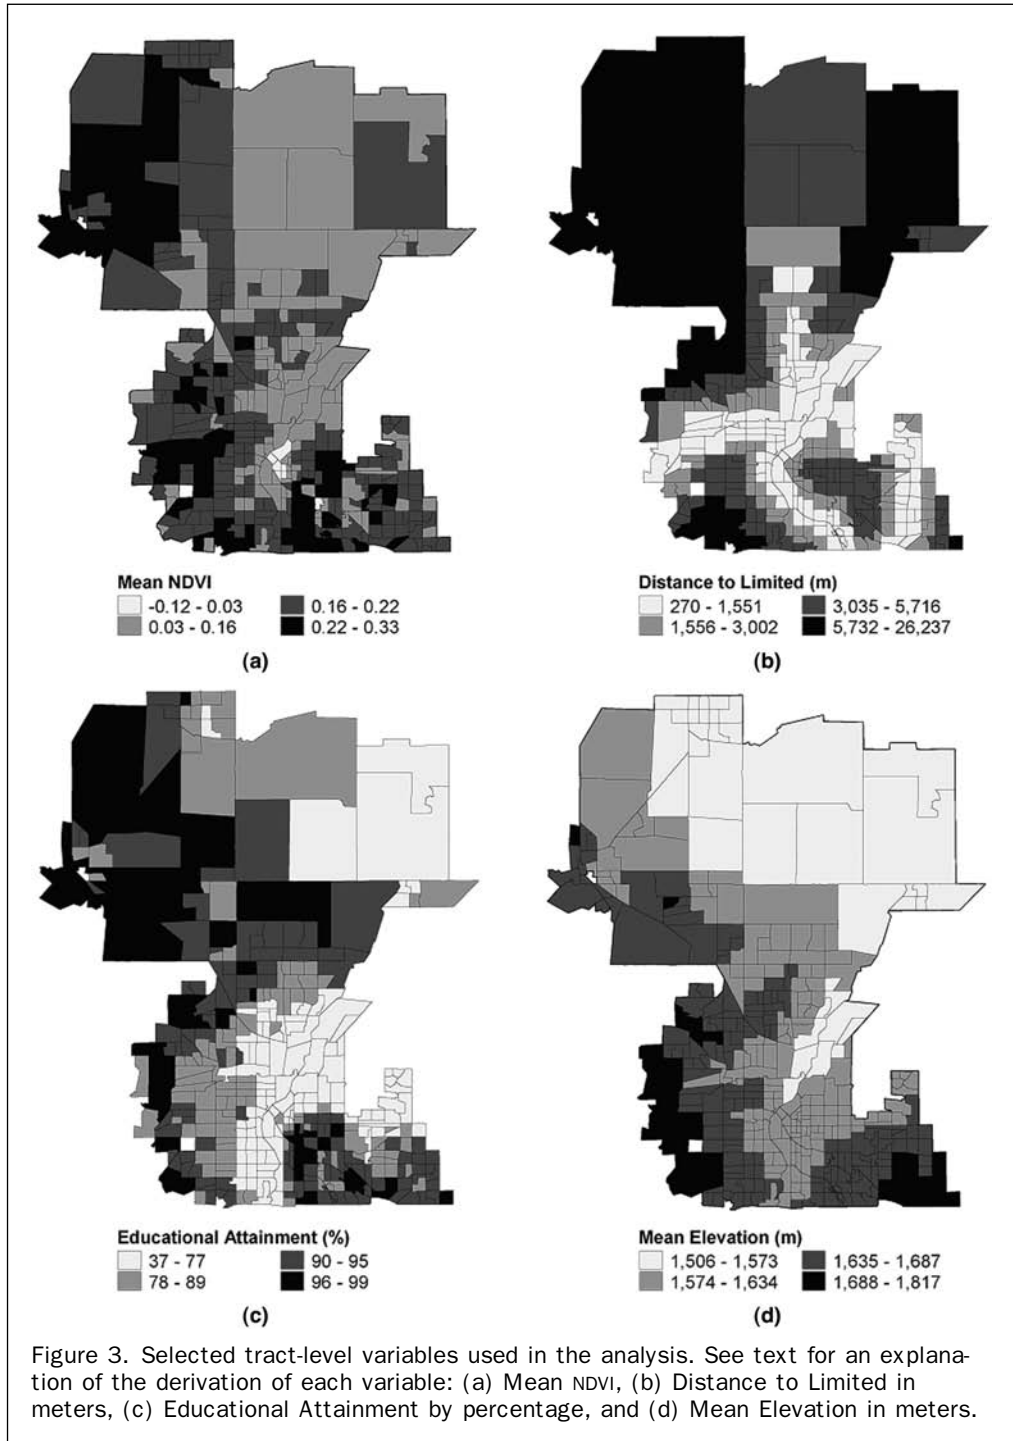 Mean NDVI
-0.12 - 0.03
0.16 - 0.22
0.03 - 0.16
0.22 - 0.33
(a)
Distance to Limited (m)
270 - 1,551
3,035 - 5,716
1,556 - 3,002
5,732 - 26,237
(b)
Educational Attainment (%)
37 - 77
90 - 95
78 - 89
96 - 99
(c)
Mean Elevation (m)
1,506 - 1,573
1,635 - 1,687
1,574 - 1,634
1,688 - 1,817
(d)
Figure 3. Selected tract-level variables used in the analysis. See text for an explana-
tion of the derivation of each variable: (a) Mean NDVI, (b) Distance to Limited in
meters, (c) Educational Attainment by percentage, and (d) Mean Elevation in meters.